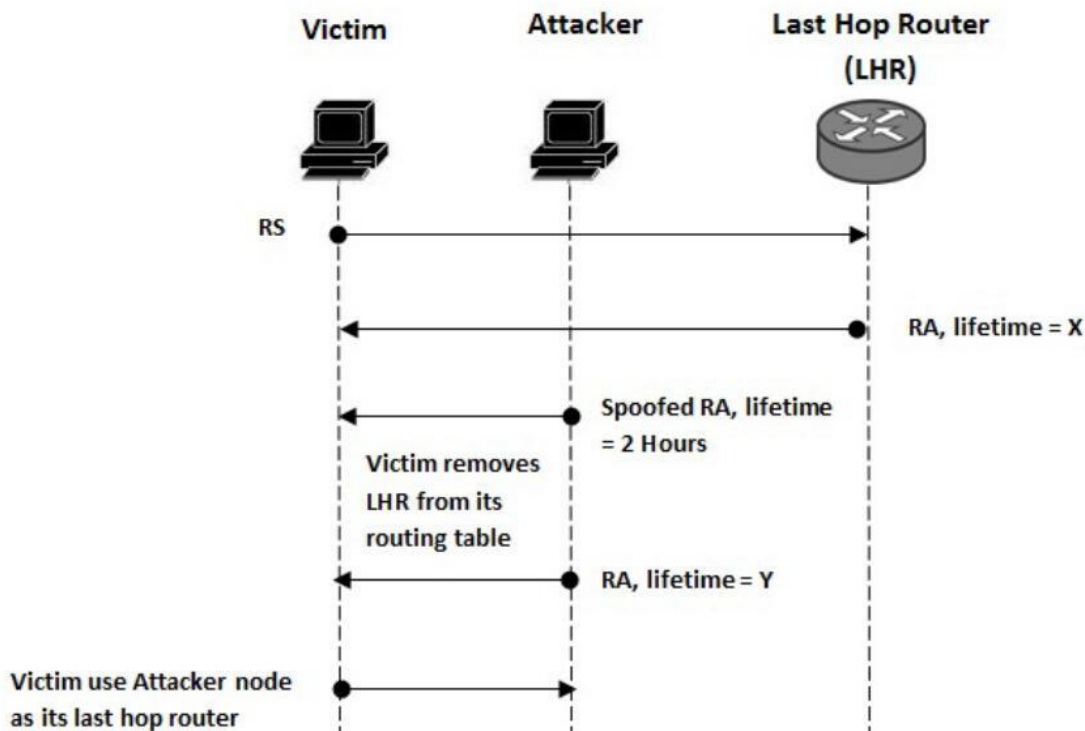 Victim
Attacker
Last Hop Router
(LHR)
RS
RA, lifetime = X
Spoofed RA, lifetime
= 2 Hours
Victim removes
LHR from its
routing table
RA, lifetime = Y
Victim use Attacker node
as its last hop router